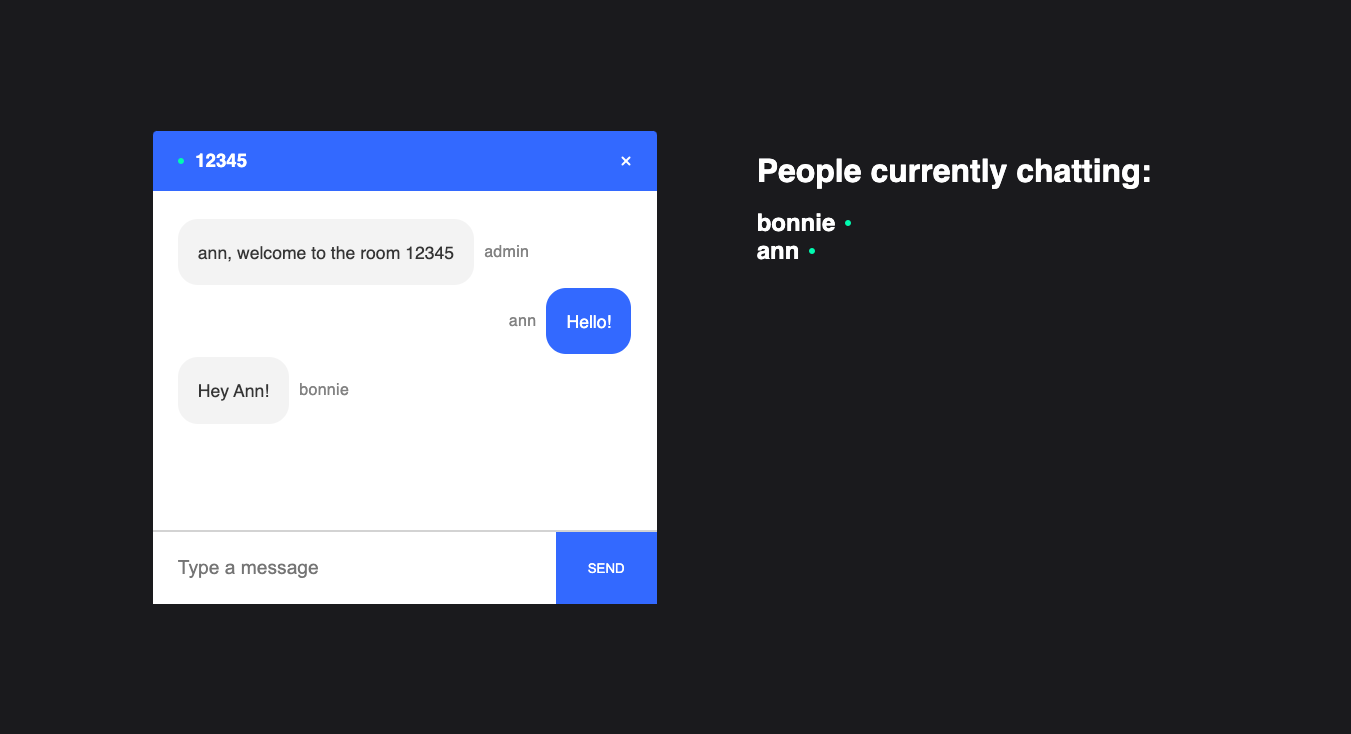 12345
ann, welcome to the room 12345 admin
ann Hello!
Hey Ann! bonnie
Type a message SEND
People currently chatting:
bonnie
ann